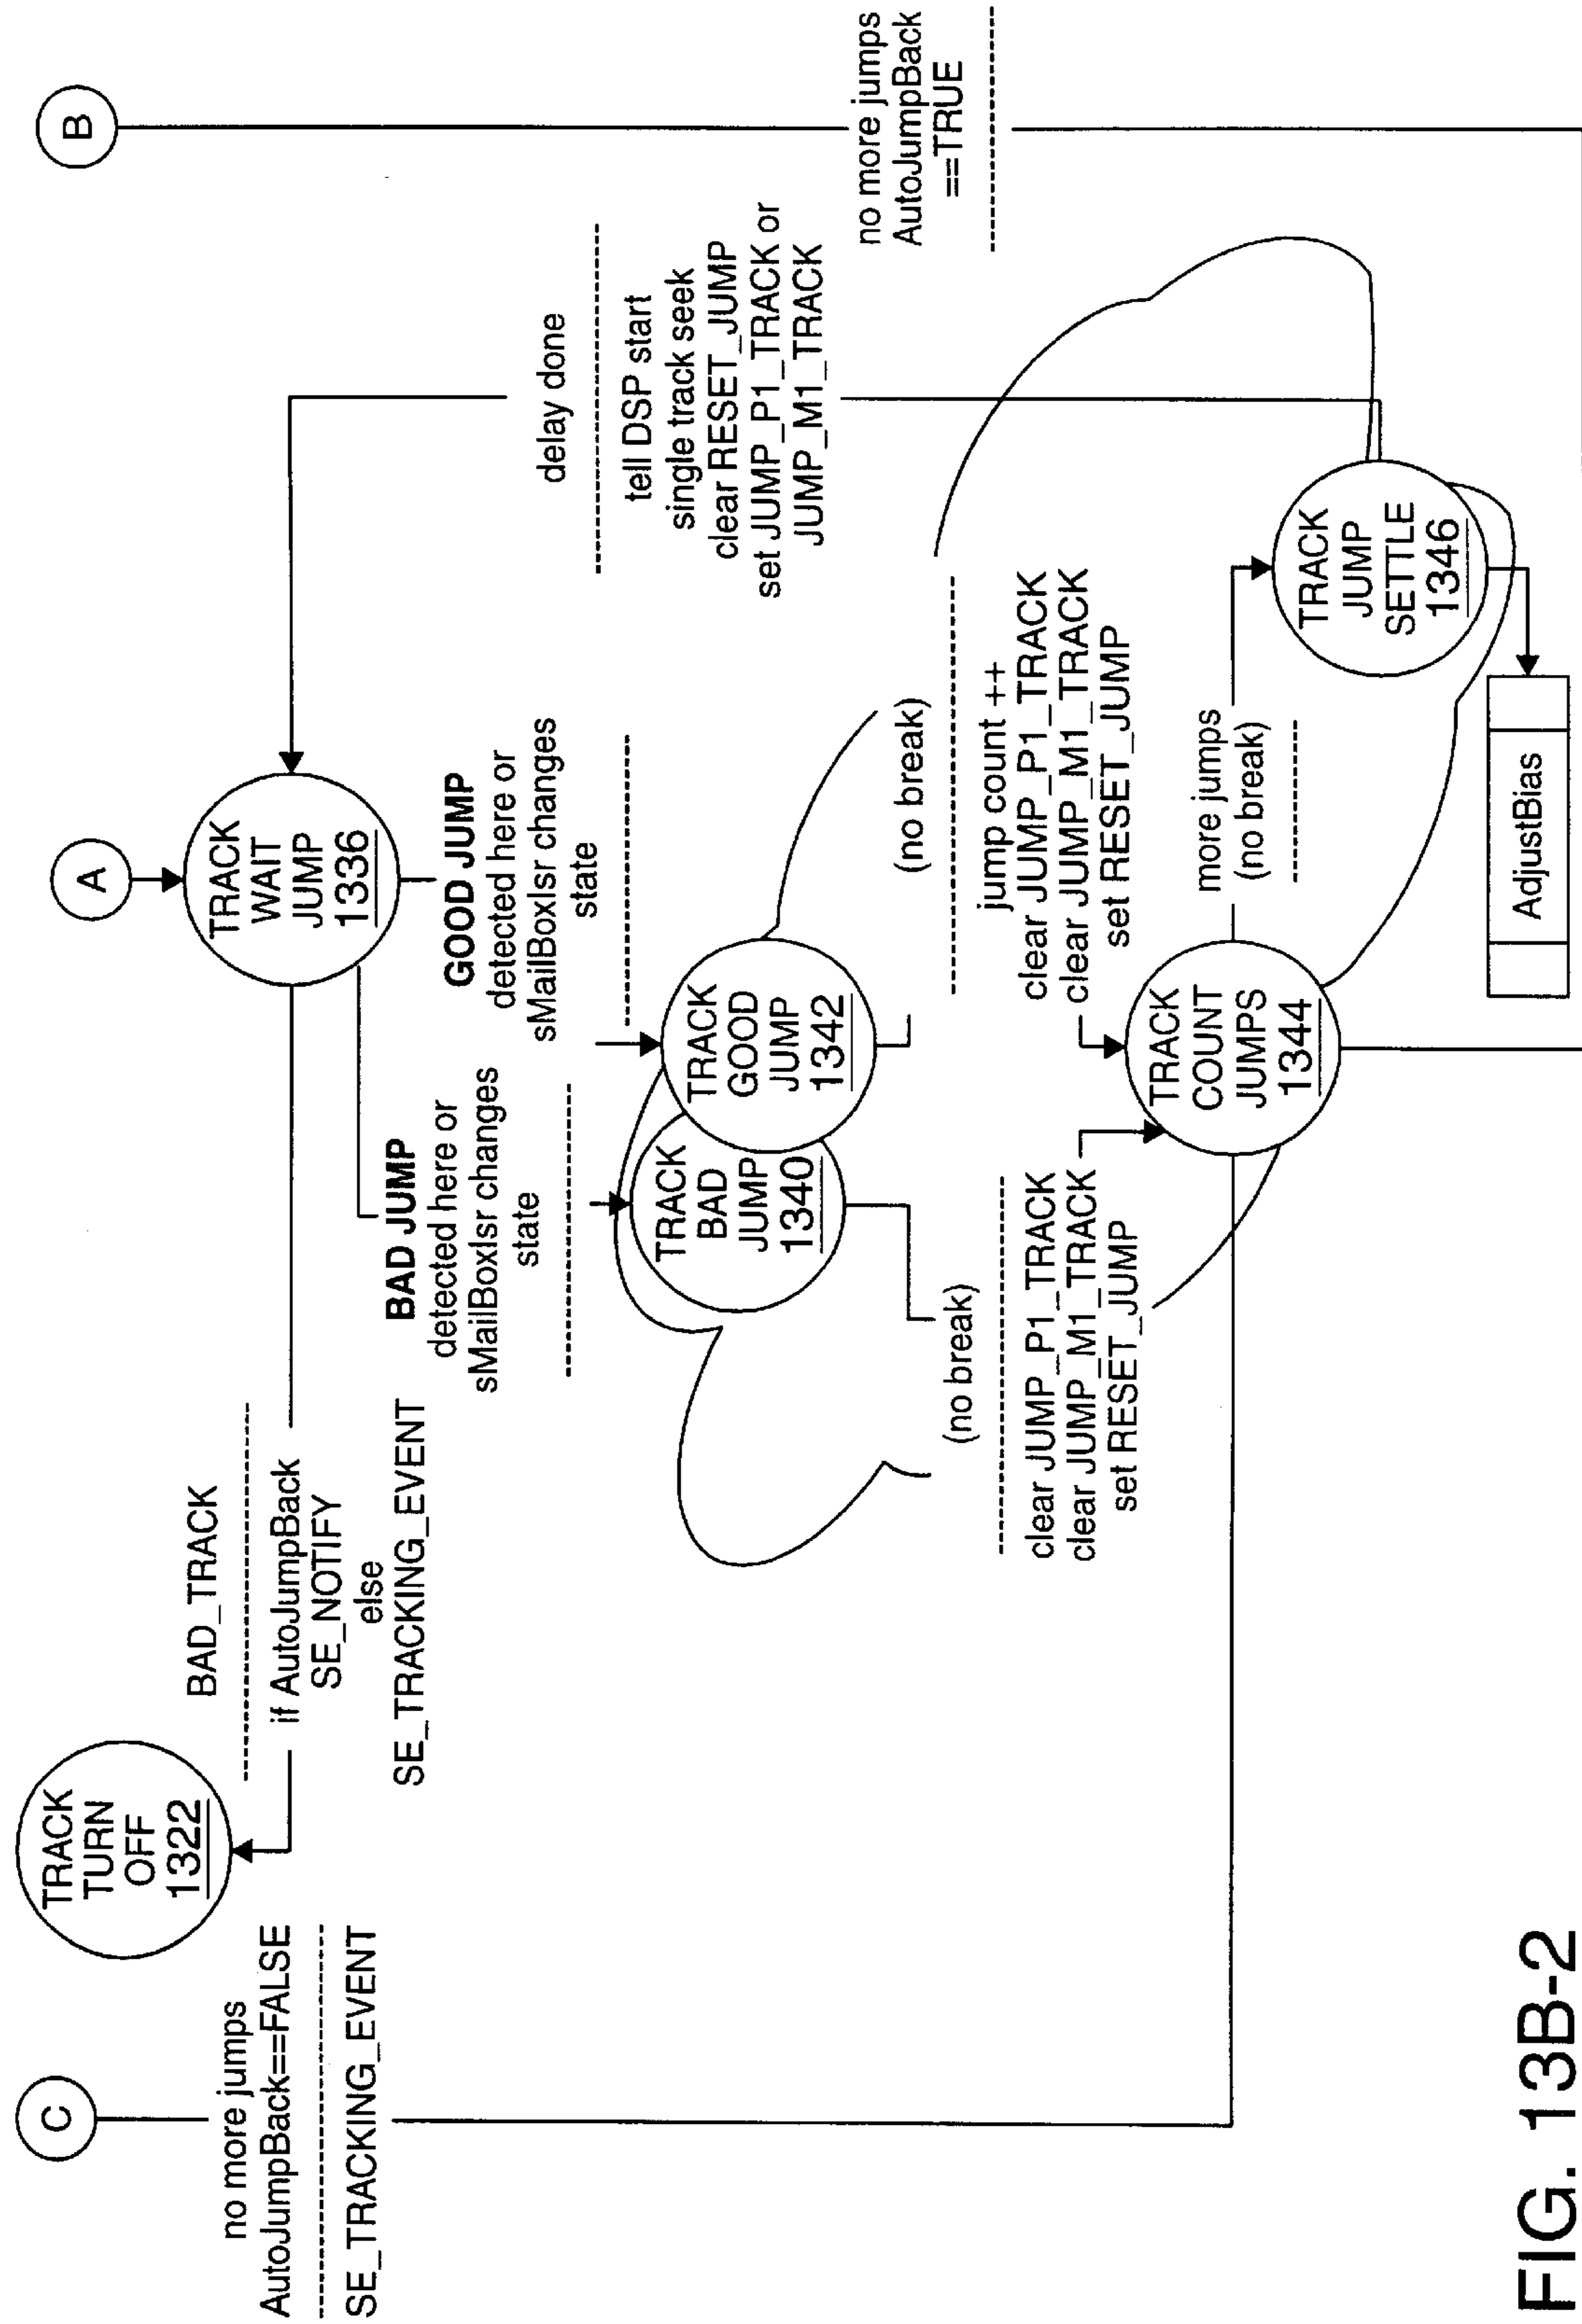 C
no more jumps
AutoJumpBack==FALSE
SE_TRACKING_EVENT
TRACK
TURN
OFF
1322
BAD_TRACK
if AutoJumpBack
SE_NOTIFY
else
SE_TRACKING_EVENT
A
TRACK
WAIT
JUMP
1336
B
no more jumps
AutoJumpBack
==TRUE
delay done
tell DSP start
single track seek
clear RESET_JUMP
set JUMP_P1_TRACK or
JUMP_M1_TRACK
BAD JUMP
detected here or
sMailBoxIsr changes
state
GOOD JUMP
detected here or
sMailBoxIsr changes
state
TRACK
BAD
JUMP
1340
TRACK
GOOD
JUMP
1342
(no break)
clear JUMP_P1_TRACK
clear JUMP_M1_TRACK
set RESET_JUMP
(no break)
jump count ++
clear JUMP_P1_TRACK
clear JUMP_M1_TRACK
set RESET_JUMP
TRACK
COUNT
JUMPS
1344
more jumps
(no break)
TRACK
JUMP
SETTLE
1346
AdjustBias
FIG. 13B-2